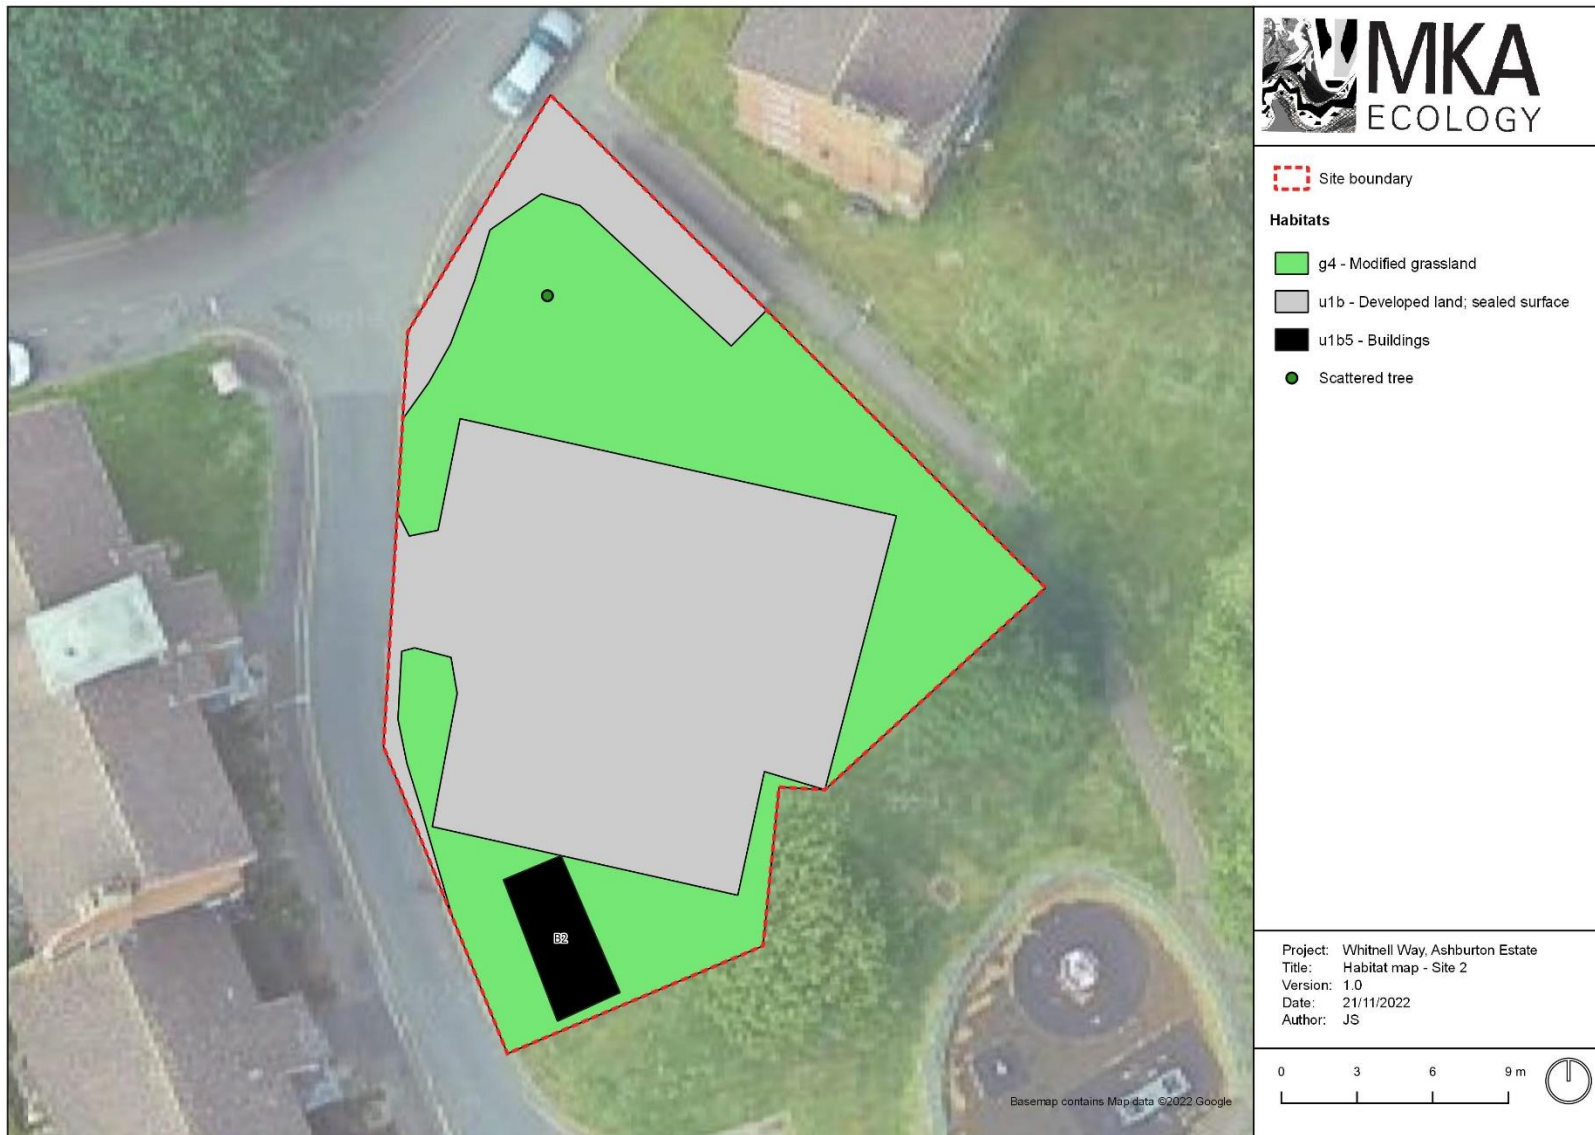 MKA
ECOLOGY
Site boundary
Habitats
g4 - Modified grassland
u1b - Developed land; sealed surface
u1b5 - Buildings
Scattered tree
B2
Project: Whitnell Way, Ashburton Estate
Title: Habitat map - Site 2
Version: 1.0
Date: 21/11/2022
Author: JS
0 3 6 9 m
Basemap contains Map data ©2022 Google